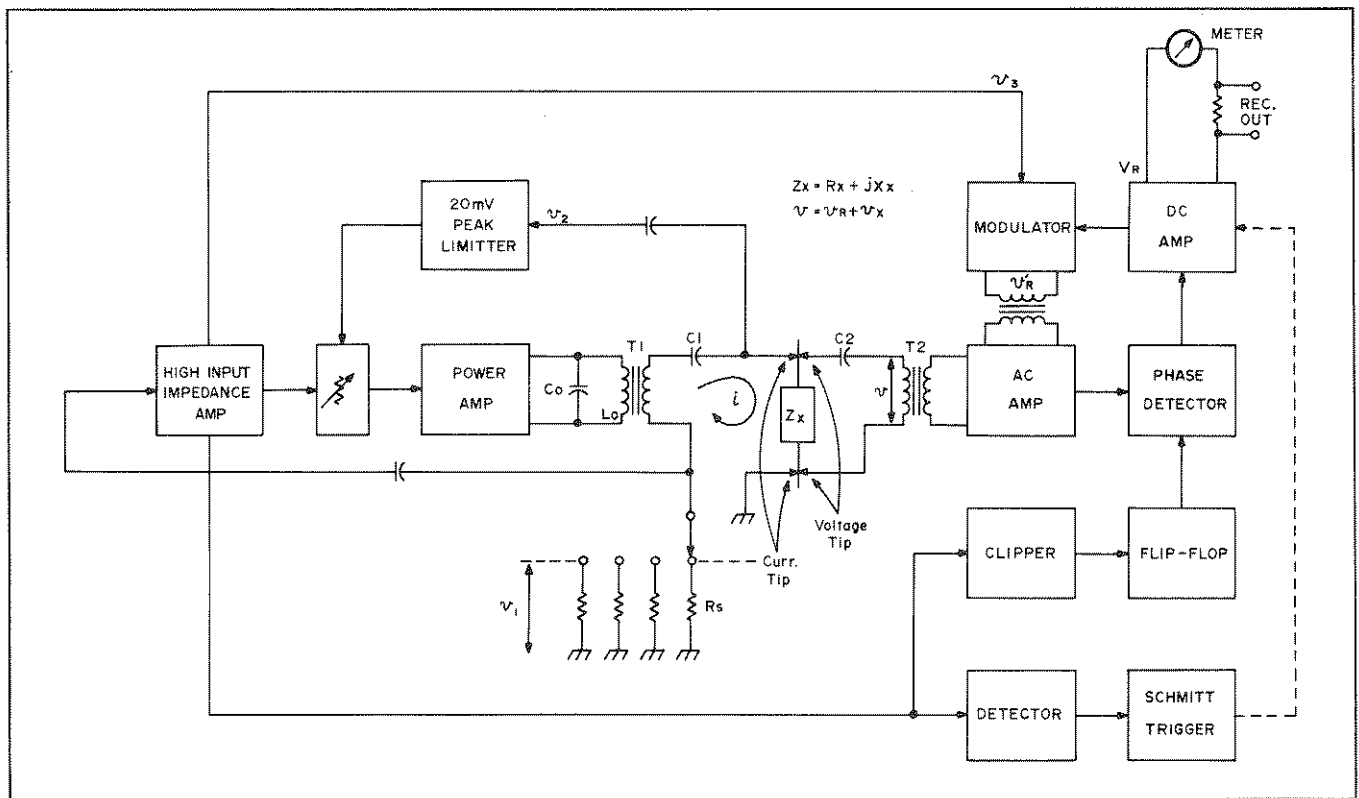 METER
REC.
OUT
v3
VR
Zx = Rx + jXx
v = vR + vx
20mV
PEAK
LIMITTER
v2
MODULATOR
DC
AMP
v'R
HIGH INPUT
IMPEDANCE
AMP
POWER
AMP
Co
Lo
T1
C1
i
Zx
C2
v
T2
AC
AMP
PHASE
DETECTOR
Voltage
Tip
Curr.
Tip
CLIPPER
FLIP-FLOP
v1
Rs
DETECTOR
SCHMITT
TRIGGER